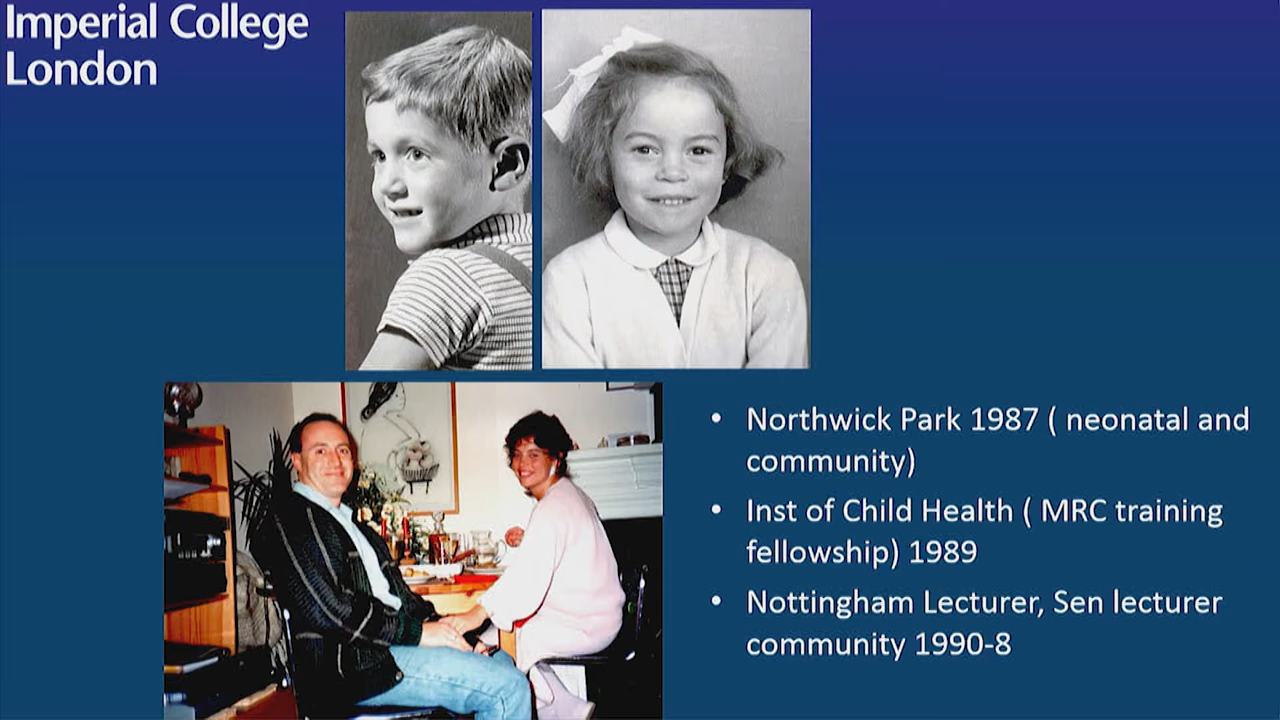 Imperial College
London
• Northwick Park 1987 ( neonatal and
community)
• Inst of Child Health ( MRC training
fellowship) 1989
• Nottingham Lecturer, Sen lecturer
community 1990-8